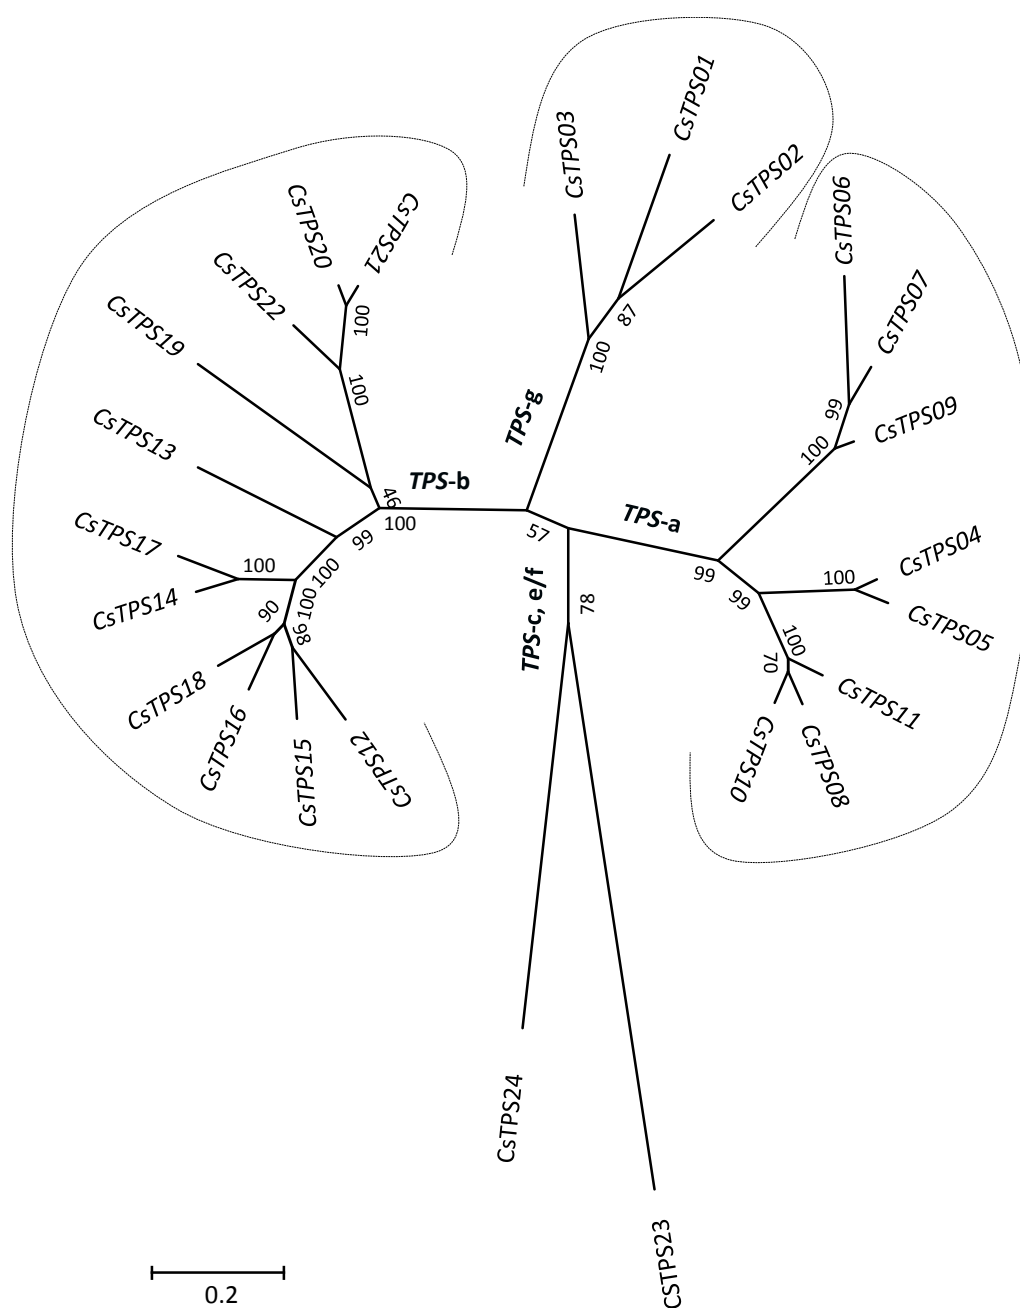 CsTPS01
CsTPS03
CsTPS02
CsTPS06
CsTPS20
CsTPS21
CsTPS22
CsTPS07
CsTPS19
100
87
100
100
TPS-g
99
CsTPS09
CsTPS13
100
TPS-b
46
100
99
TPS-a
57
CsTPS17
100
100
99
99
100
CsTPS04
CsTPS05
CsTPS14
90
100
98
TPS-c, e/f
78
100
70
CsTPS18
CsTPS16
CsTPS15
CsTPS12
CsTPS11
CsTPS10
CsTPS08
CsTPS24
CSTPS23
0.2